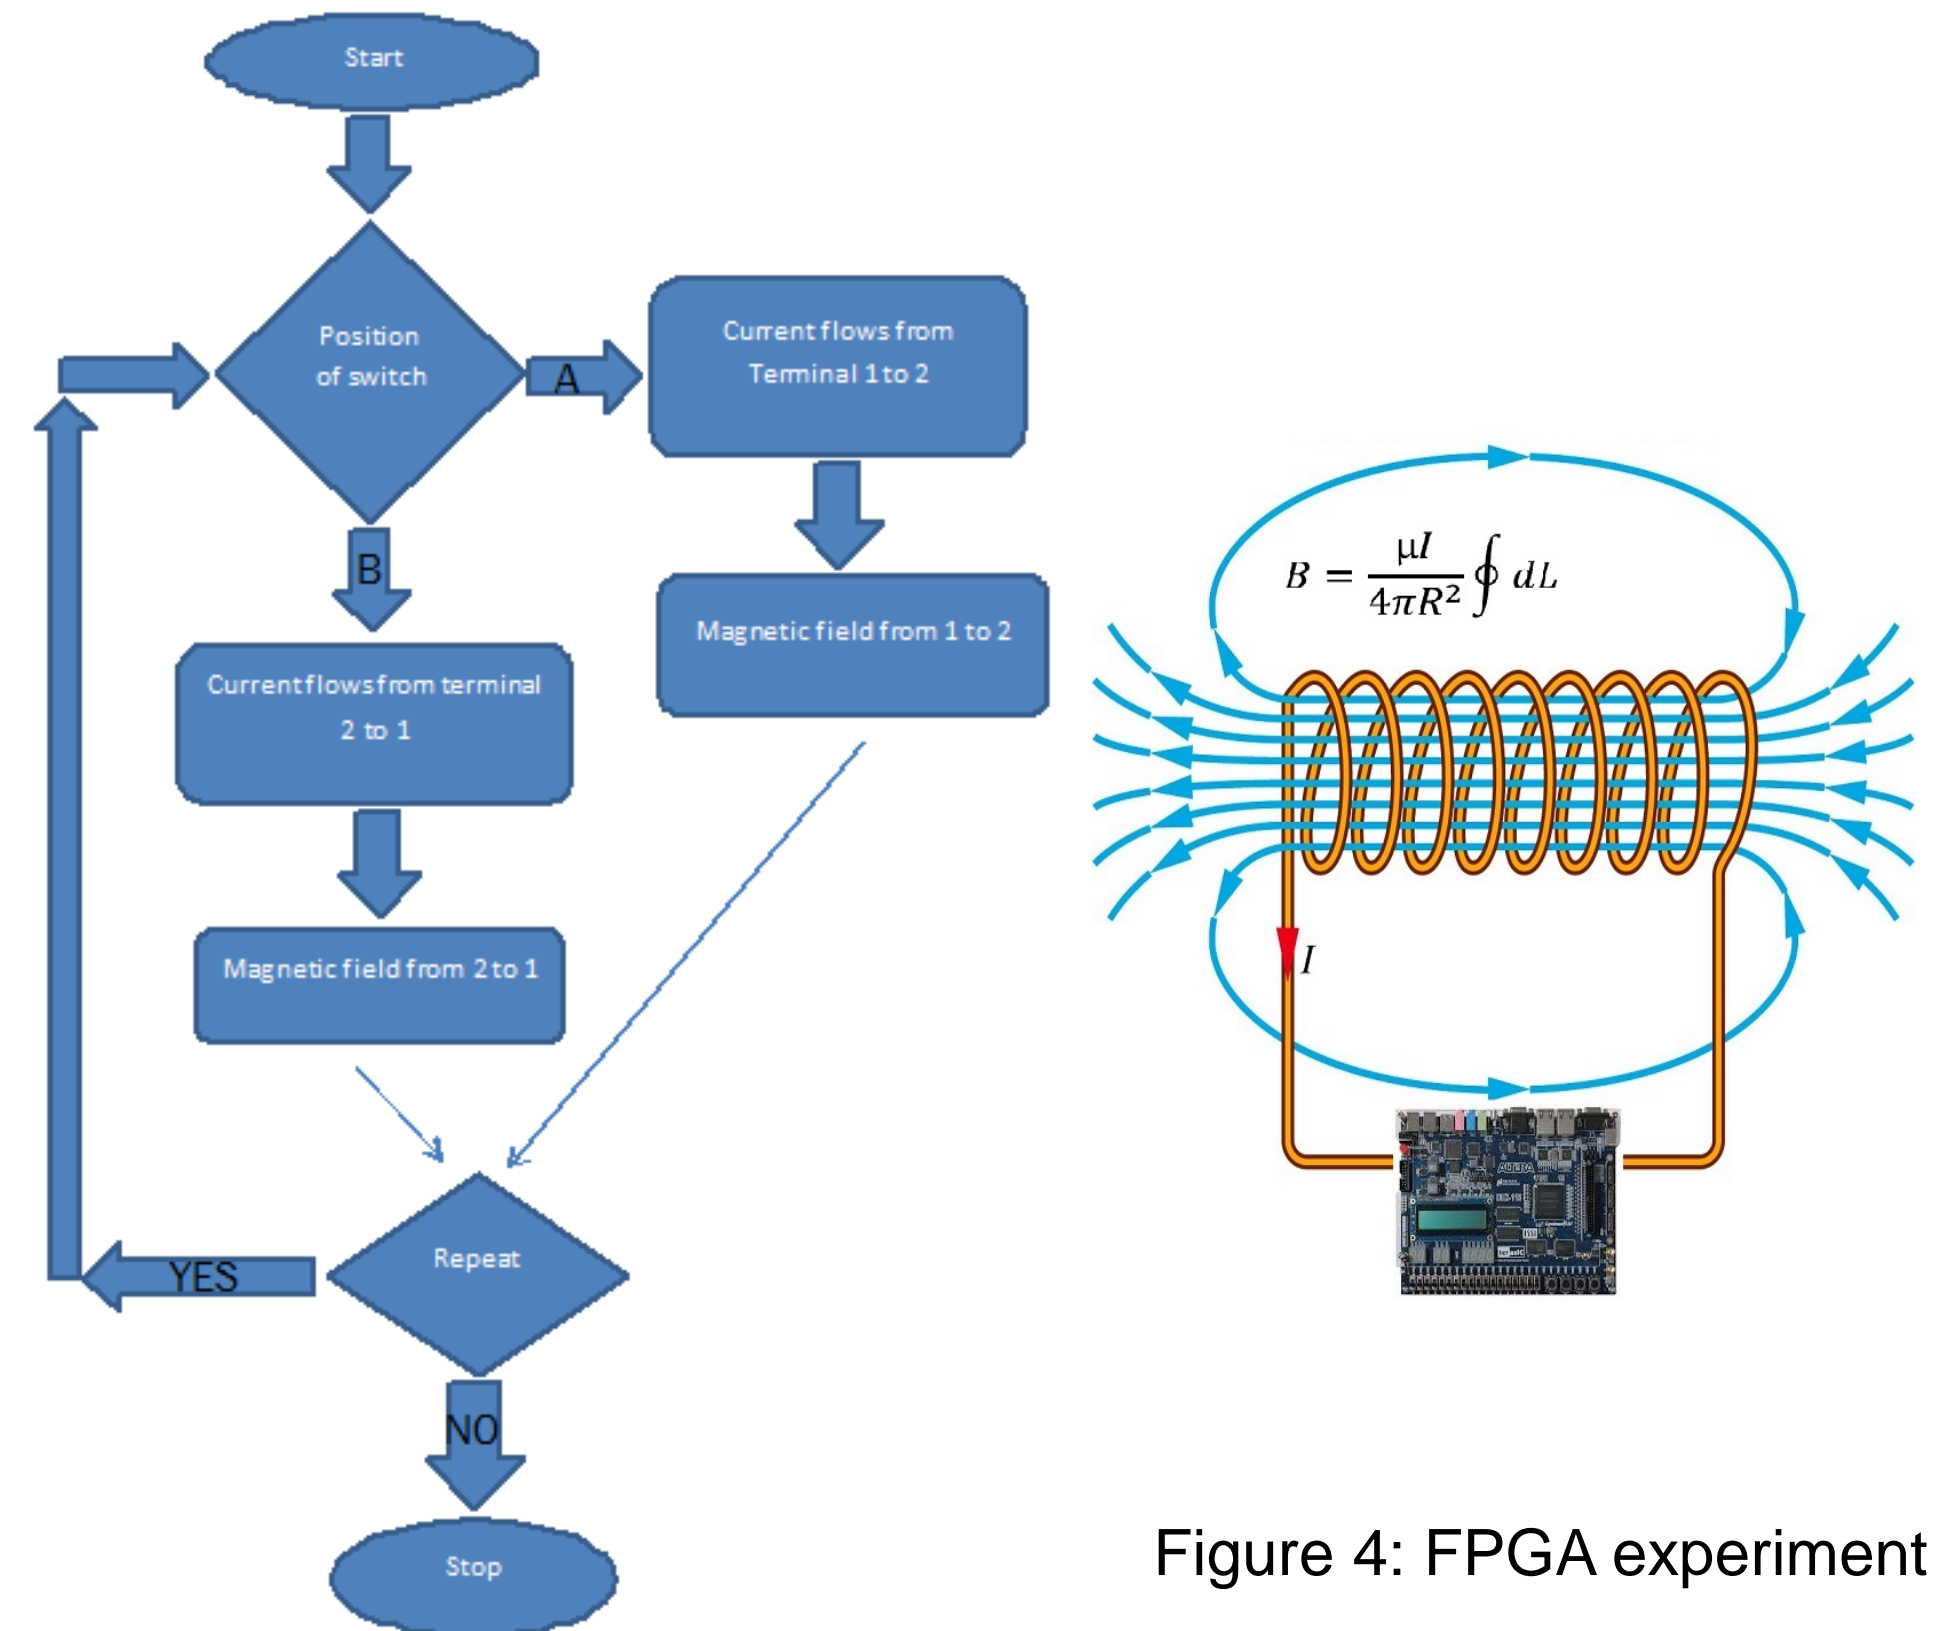 Start
Position
of switch
A
Current flows from
Terminal 1 to 2
B
Magnetic field from 1 to 2
Current flows from terminal
2 to 1
Magnetic field from 2 to 1
Repeat
YES
NO
Stop
B = μI / 4πR² ∮ dL
I
Figure 4: FPGA experiment